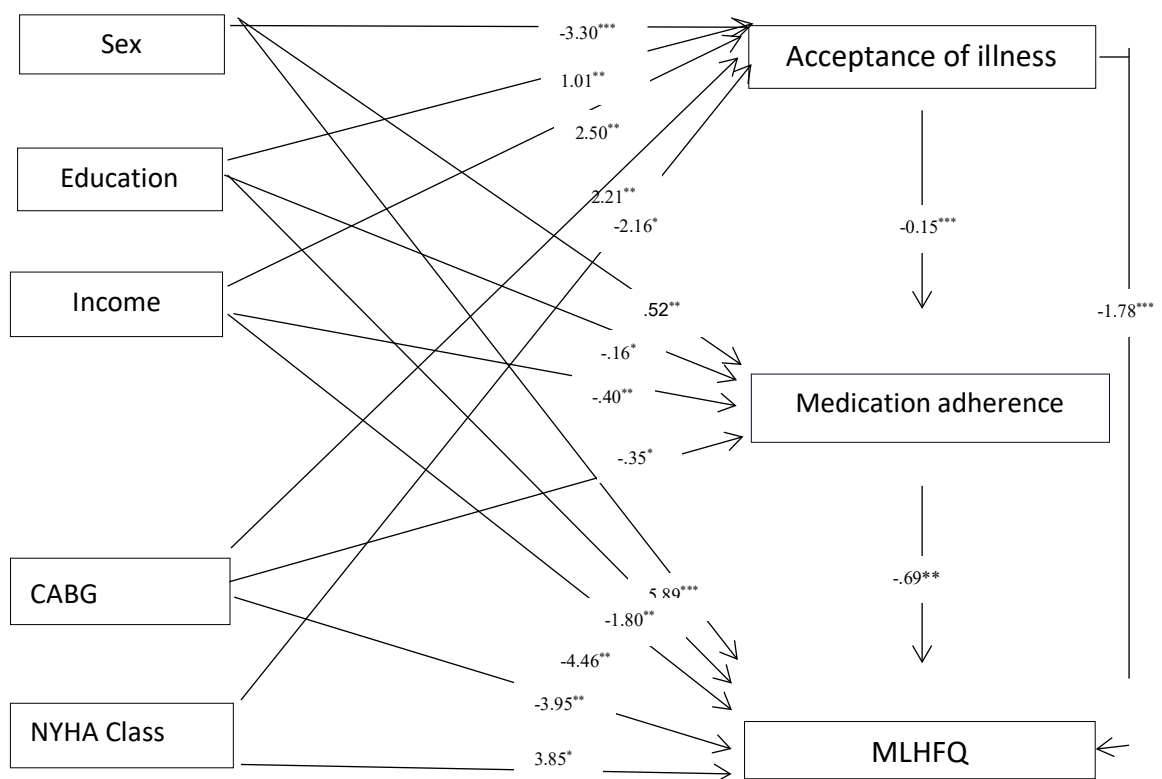 Sex
-3.30***
Acceptance of illness
1.01**
2.50**
Education
2.21**
-2.16*
-0.15***
Income
.52**
-1.78***
-.16*
-.40**
Medication adherence
-.35*
CABG
-.69**
5.89***
-1.80**
-4.46**
-3.95**
NYHA Class
MLHFQ
3.85*